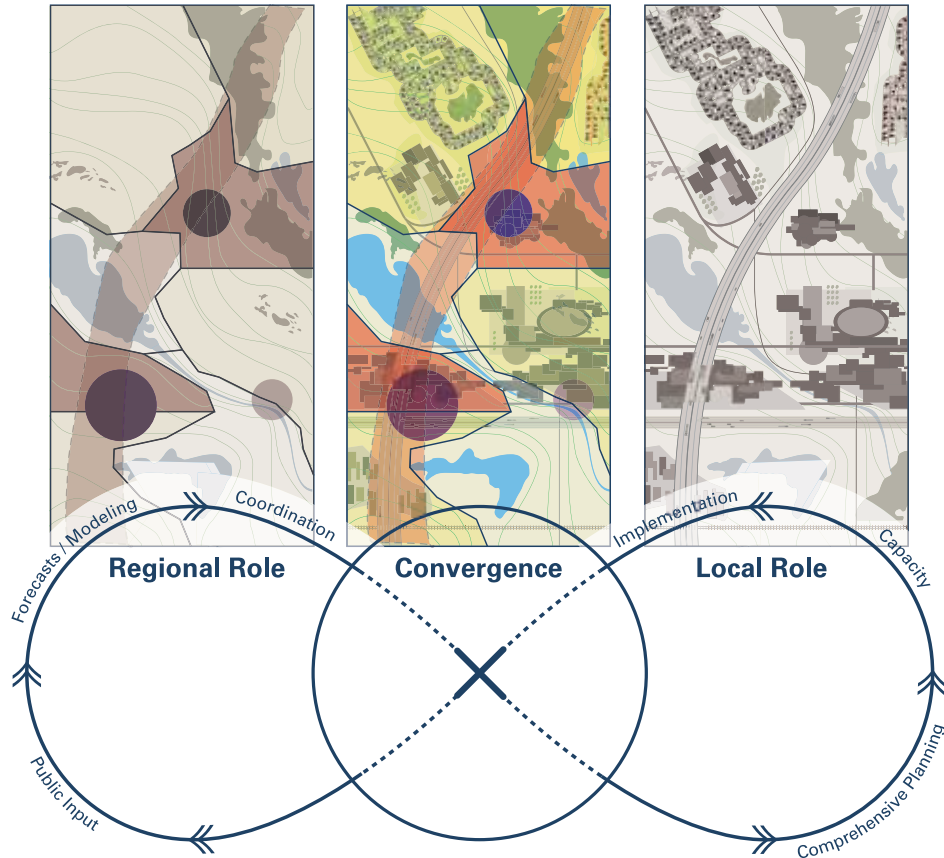 Forecasts / Modeling
Coordination
Implementation
Capacity
Regional Role
Convergence
Local Role
Public Input
Comprehensive Planning